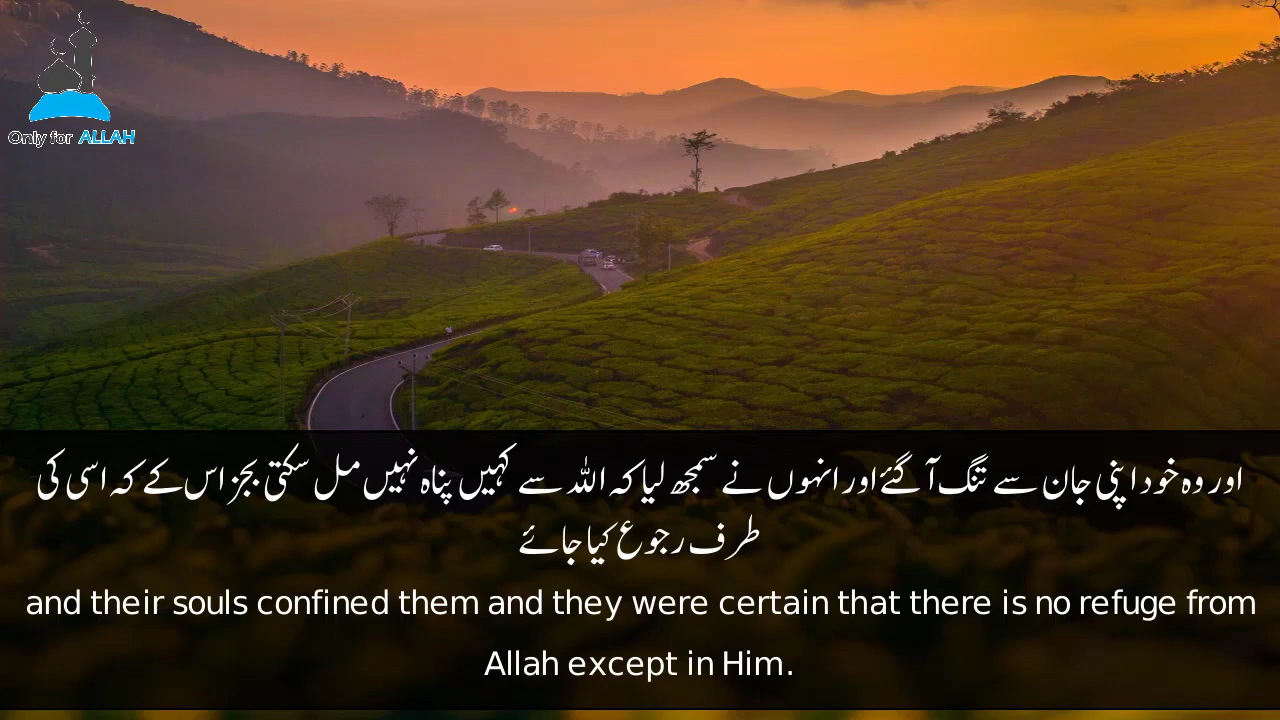 Only for ALLAH
اور وہ خود اپنی جان سے تنگ آ گئے اور انہوں نے سمجھ لیا کہ اللہ سے کہیں پناہ نہیں مل سکتی بجز اس کے کہ اسی کی
طرف رجوع کیا جائے
and their souls confined them and they were certain that there is no refuge from
Allah except in Him.